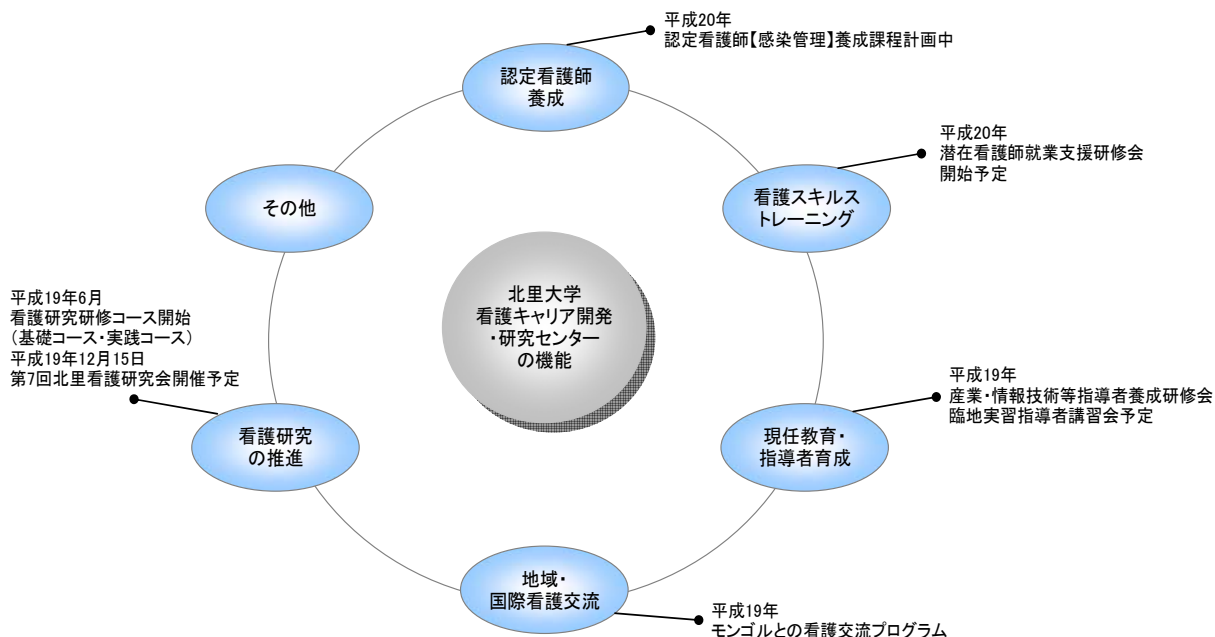 平成20年
認定看護師【感染管理】養成課程計画中
認定看護師
養成
平成20年
潜在看護師就業支援研修会
開始予定
看護スキルス
トレーニング
その他
北里大学
看護キャリア開発
・研究センター
の機能
平成19年6月
看護研究研修コース開始
(基礎コース・実践コース)
平成19年12月15日
第7回北里看護研究会開催予定
平成19年
産業・情報技術等指導者養成研修会
臨地実習指導者講習会予定
看護研究
の推進
現任教育・
指導者育成
地域・
国際看護交流
平成19年
モンゴルとの看護交流プログラム